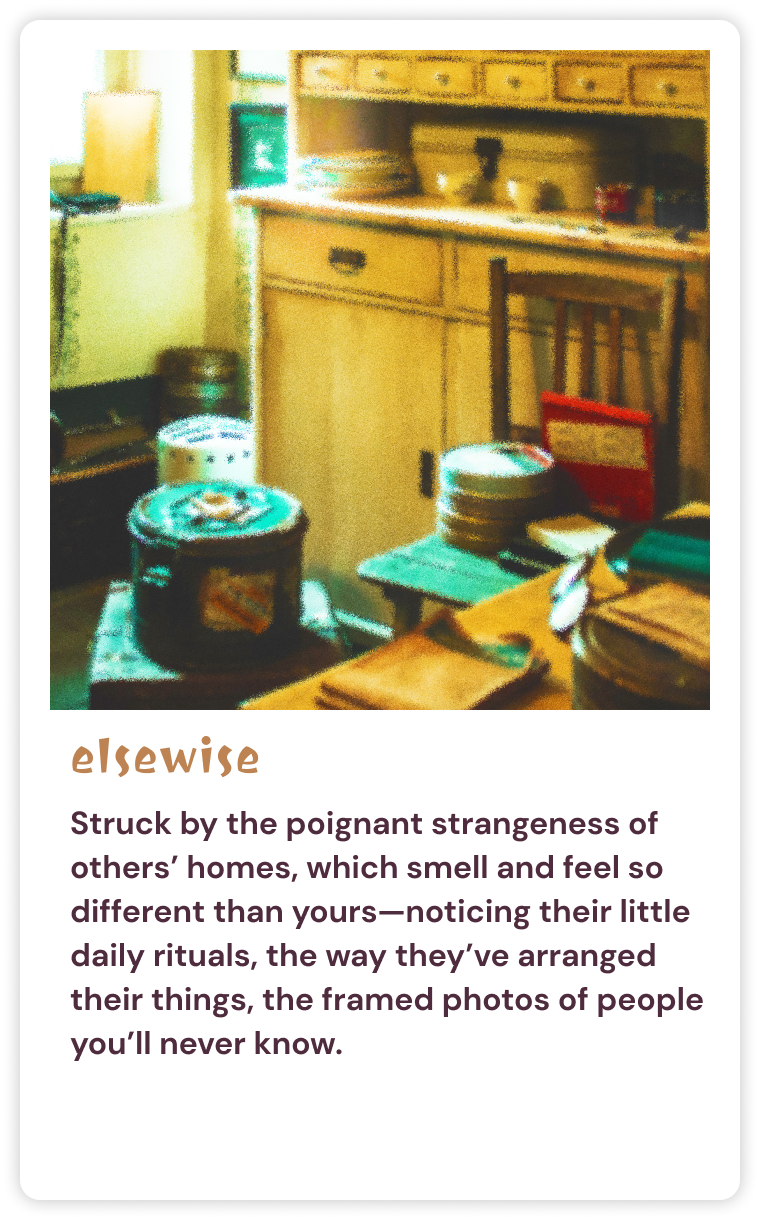 elsewise
Struck by the poignant strangeness of
others’ homes, which smell and feel so
different than yours—noticing their little
daily rituals, the way they’ve arranged
their things, the framed photos of people
you’ll never know.